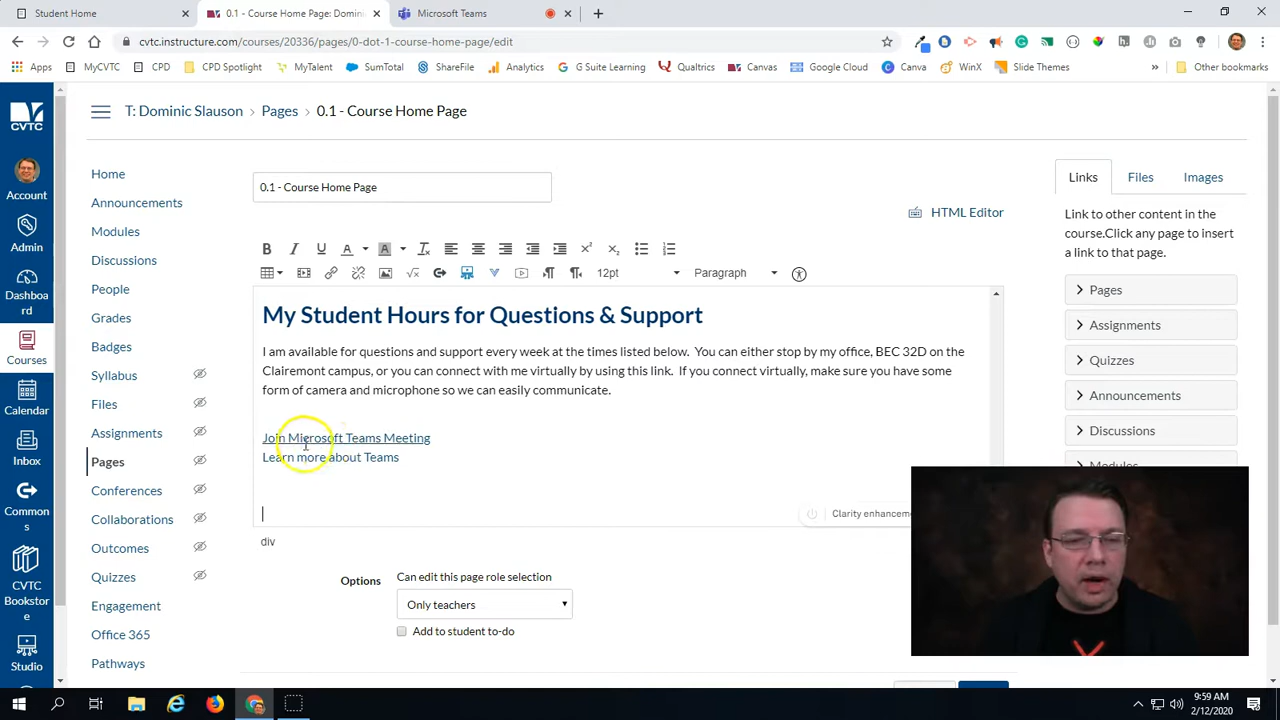 Student Home
0.1 - Course Home Page: Domini
Microsoft Teams
cvtc.instructure.com/courses/20336/pages/0-dot-1-course-home-page/edit
Apps
MyCVTC
CPD
CPD Spotlight
MyTalent
SumTotal
ShareFile
Analytics
G Suite Learning
Qualtrics
Canvas
Google Cloud
Canva
WinX
Slide Themes
»
Other bookmarks
CVTC
Account
Admin
Dashboa
rd
Courses
Calendar
Inbox
Common
s
CVTC
Bookstor
e
Studio
T: Dominic Slauson > Pages > 0.1 - Course Home Page
Home
Announcements
Modules
Discussions
People
Grades
Badges
Syllabus
Files
Assignments
Pages
Conferences
Collaborations
Outcomes
Quizzes
Engagement
Office 365
Pathways
0.1 - Course Home Page
HTML Editor
12pt
Paragraph
My Student Hours for Questions & Support
I am available for questions and support every week at the times listed below.  You can either stop by my office, BEC 32D on the
Clairemont campus, or you can connect with me virtually by using this link.  If you connect virtually, make sure you have some
form of camera and microphone so we can easily communicate.
Join Microsoft Teams Meeting
Learn more about Teams
Clarity enhanceme
div
Options
Can edit this page role selection
Only teachers
Add to student to-do
Links
Files
Images
Link to other content in the
course.Click any page to insert
a link to that page.
Pages
Assignments
Quizzes
Announcements
Discussions
Modules
9:59 AM
2/12/2020